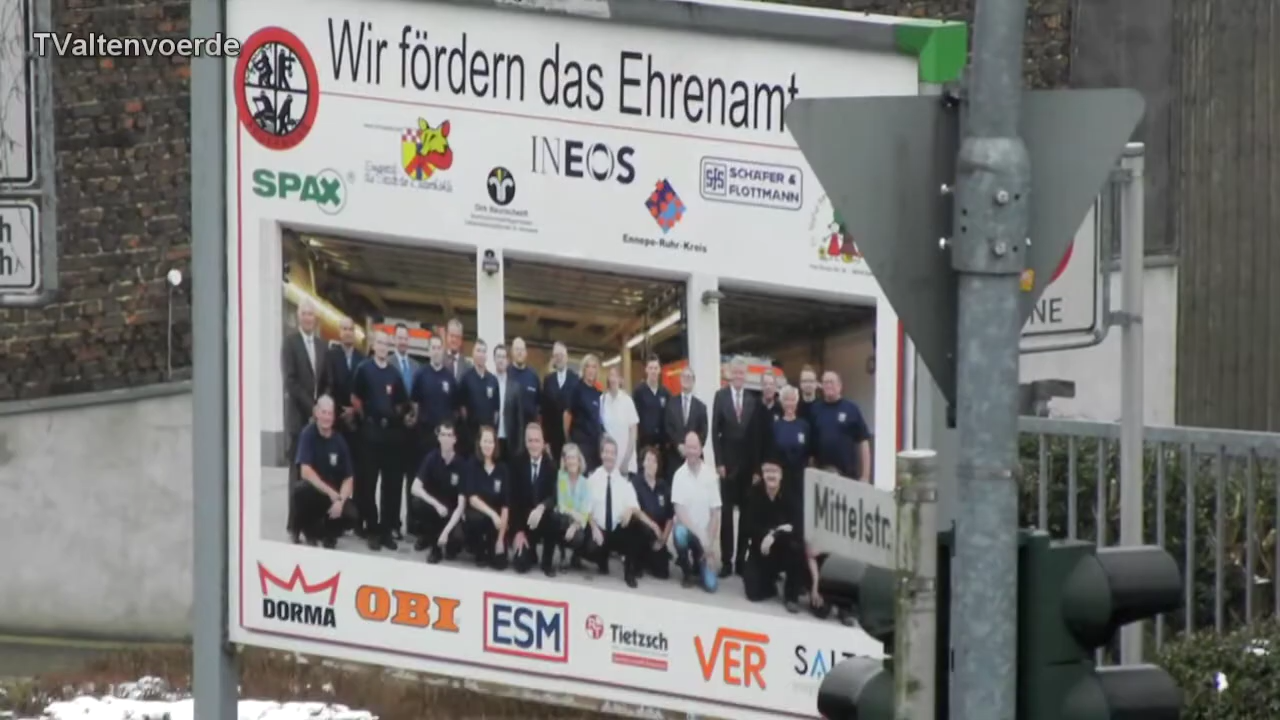 TValtenvoerde
Wir fördern das Ehrenamt
INEOS
SPAX®
sfs SCHÄFER &
FLOTTMANN
Ennepe-Ruhr-Kreis
NE
Mittelstr.
DORMA
OBI
ESM
Tietzsch
VER